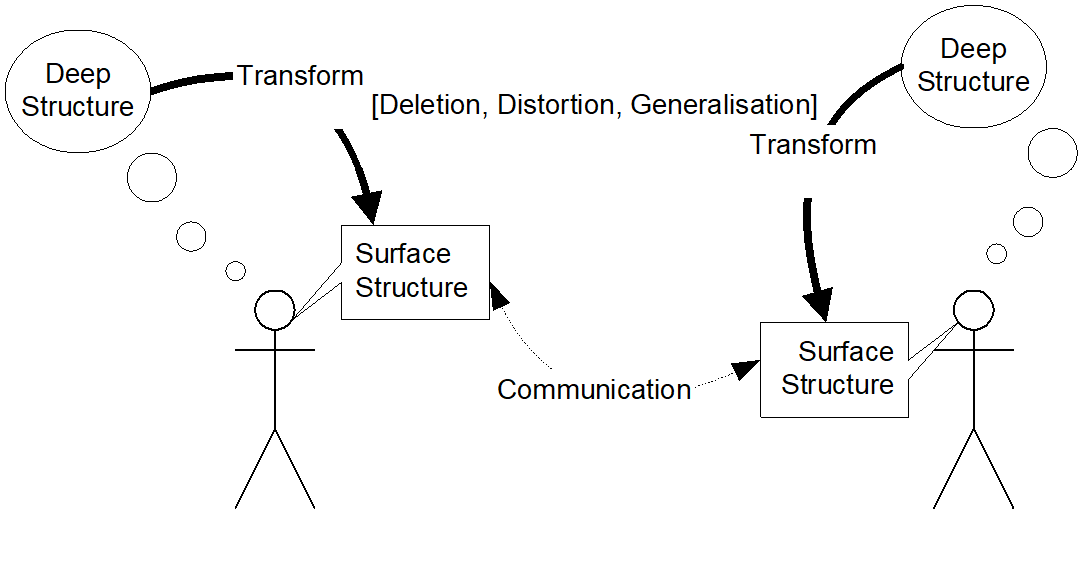 Deep
Structure
Transform
[Deletion, Distortion, Generalisation]
Deep
Structure
Transform
Surface
Structure
Communication
Surface
Structure